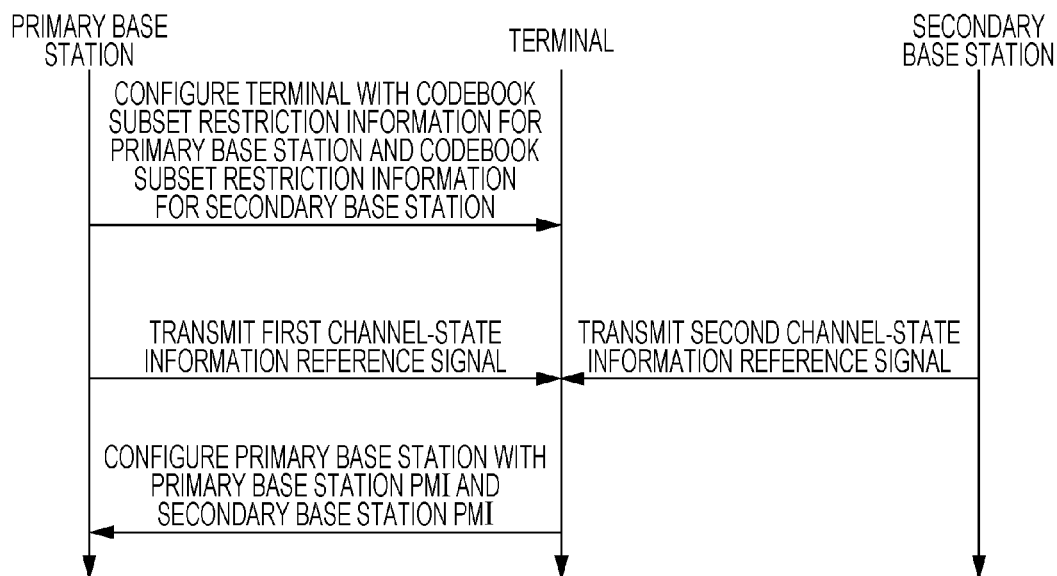 PRIMARY BASE
STATION
TERMINAL
SECONDARY
BASE STATION
CONFIGURE TERMINAL WITH CODEBOOK
SUBSET RESTRICTION INFORMATION FOR
PRIMARY BASE STATION AND CODEBOOK
SUBSET RESTRICTION INFORMATION
FOR SECONDARY BASE STATION
TRANSMIT FIRST CHANNEL-STATE
INFORMATION REFERENCE SIGNAL
TRANSMIT SECOND CHANNEL-STATE
INFORMATION REFERENCE SIGNAL
CONFIGURE PRIMARY BASE STATION WITH
PRIMARY BASE STATION PMI AND
SECONDARY BASE STATION PMI